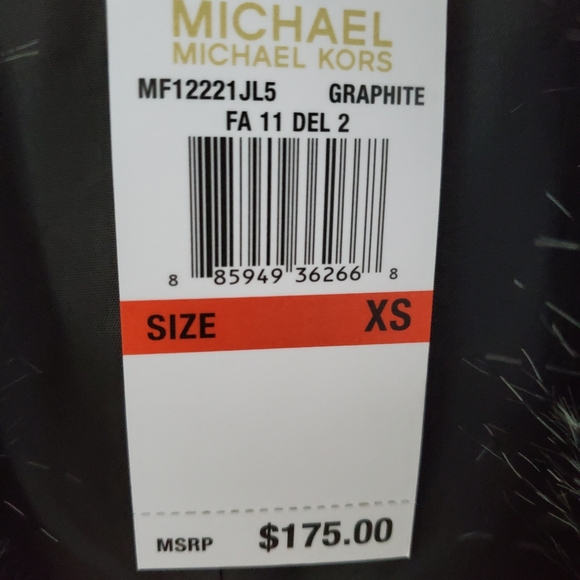 MICHAEL
MICHAEL KORS
MF12221JL5 GRAPHITE
FA 11 DEL 2
8 85949 36266 8
SIZE XS
MSRP $175.00